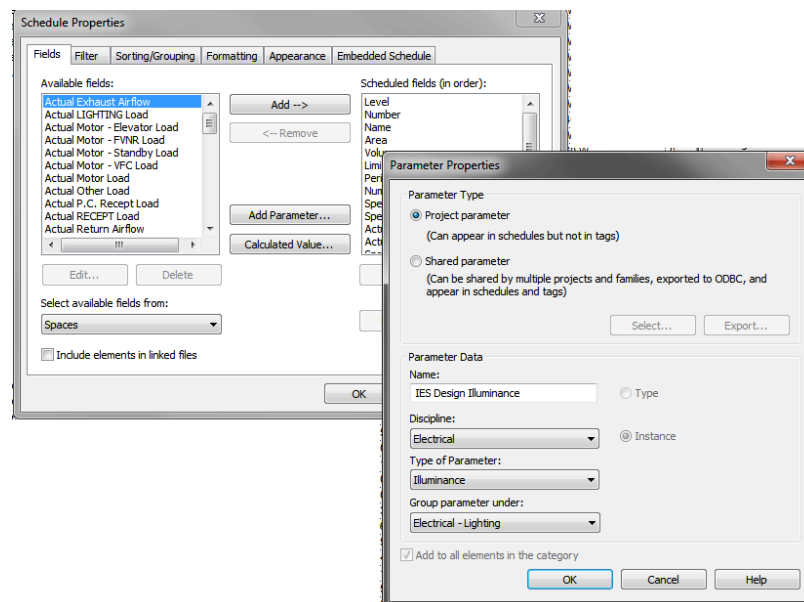 Schedule Properties
Fields Filter Sorting/Grouping Formatting Appearance Embedded Schedule
Available fields:
Actual Exhaust Airflow
Actual LIGHTING Load
Actual Motor - Elevator Load
Actual Motor - FVNR Load
Actual Motor - Standby Load
Actual Motor - VFC Load
Actual Motor Load
Actual Other Load
Actual P.C. Recept Load
Actual RECEPT Load
Actual Return Airflow
Add -->
<-- Remove
Add Parameter...
Calculated Value...
Scheduled fields (in order):
Level
Number
Name
Area
Edit...
Delete
Select available fields from:
Spaces
Include elements in linked files
OK
Parameter Properties
Parameter Type
Project parameter
(Can appear in schedules but not in tags)
Shared parameter
(Can be shared by multiple projects and families, exported to ODBC, and
appear in schedules and tags)
Select...
Export...
Parameter Data
Name:
IES Design Illuminance
Type
Discipline:
Electrical
Instance
Type of Parameter:
Illuminance
Group parameter under:
Electrical - Lighting
Add to all elements in the category
OK
Cancel
Help